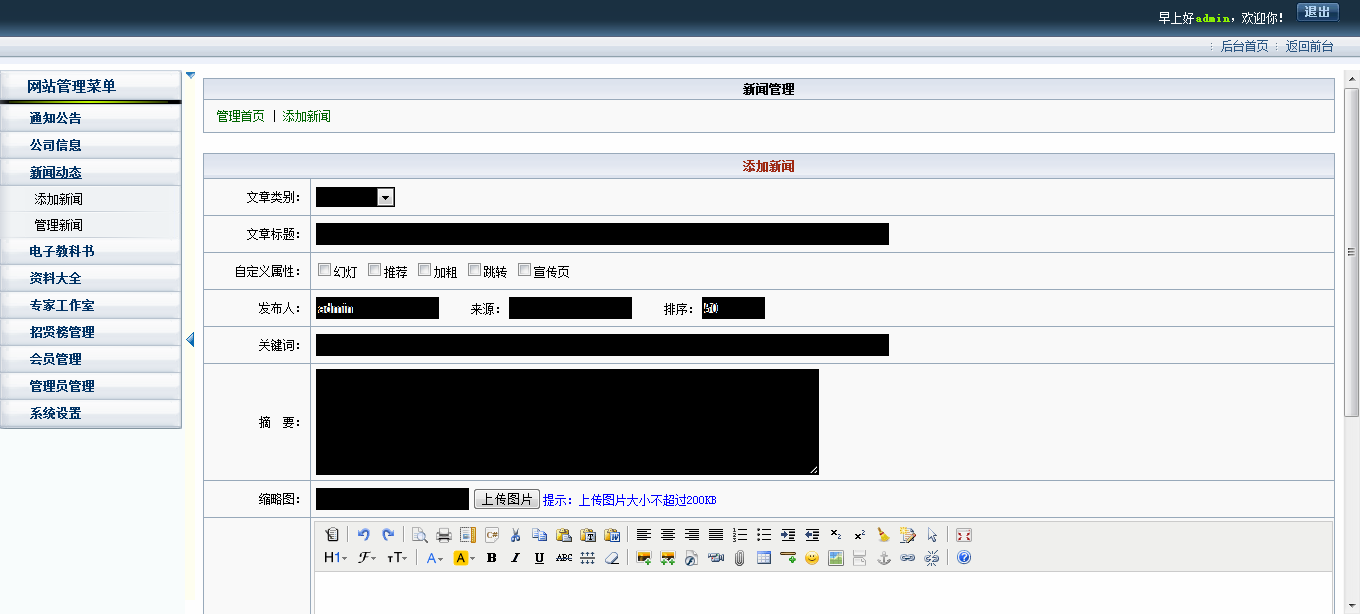 早上好admin，欢迎你！ 退出
后台首页 返回前台
网站管理菜单
通知公告
公司信息
新闻动态
添加新闻
管理新闻
电子教科书
资料大全
专家工作室
招贤榜管理
会员管理
管理员管理
系统设置
新闻管理
管理首页 | 添加新闻
添加新闻
文章类别：
文章标题：
自定义属性： 幻灯 推荐 加粗 跳转 宣传页
发布人： admin 来源： 排序： 50
关键词：
摘 要：
缩略图： 上传图片 提示：上传图片大小不超过200KB
H1 F тT A A B I U ABC